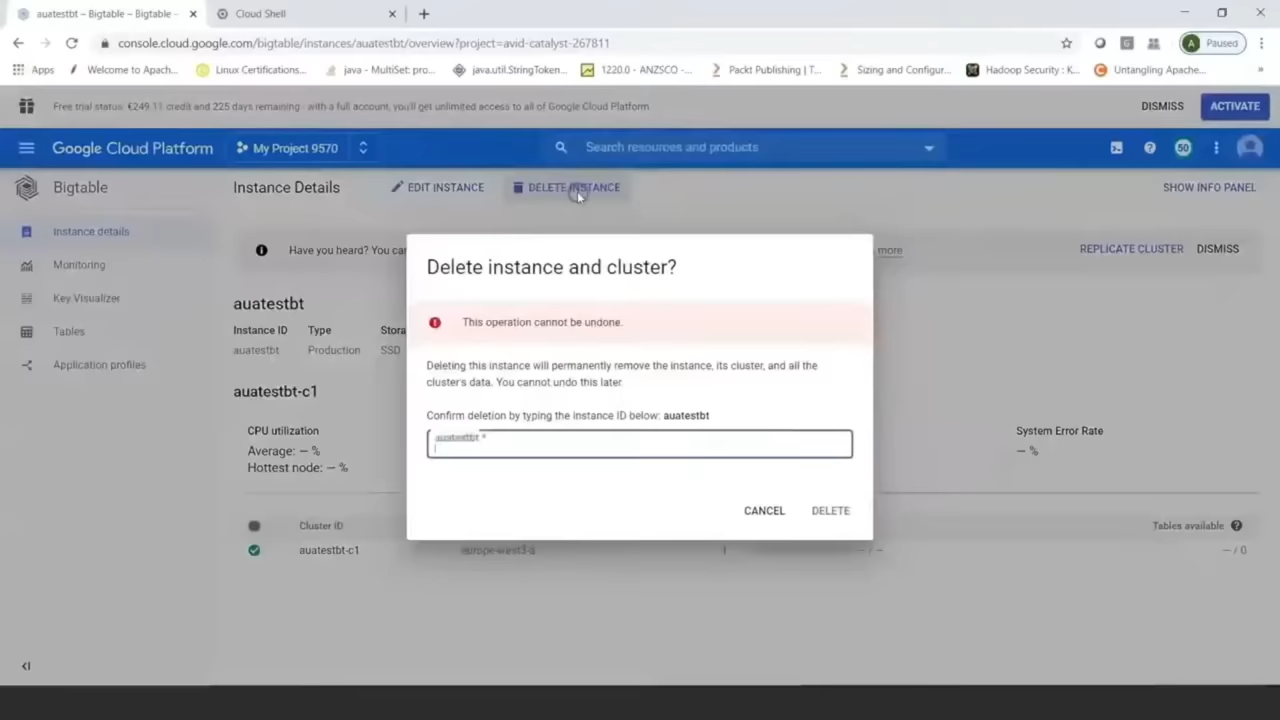 auatestbt – Bigtable – Bigtable –
Cloud Shell
console.cloud.google.com/bigtable/instances/auatestbt/overview?project=avid-catalyst-267811
A
Paused
Apps
Welcome to Apach...
Linux Certifications...
java - MultiSet: pro...
java.util.StringToken...
1220.0 - ANZSCO -...
Packt Publishing | T...
Sizing and Configur...
Hadoop Security : K...
Untangling Apache...
»
Free trial status: €249.11 credit and 225 days remaining - with a full account, you'll get unlimited access to all of Google Cloud Platform
DISMISS
ACTIVATE
Google Cloud Platform
My Project 9570
Search resources and products
50
Bigtable
Instance Details
EDIT INSTANCE
DELETE INSTANCE
SHOW INFO PANEL
Instance details
Monitoring
Key Visualizer
Tables
Application profiles
Have you heard? You can
more
REPLICATE CLUSTER
DISMISS
auatestbt
Instance ID
Type
Stora
auatestbt
Production
SSD
auatestbt-c1
CPU utilization
Average: — %
Hottest node: — %
System Error Rate
— %
Cluster ID
Tables available
auatestbt-c1
europe-west3-a
1
— / –
— / 0
Delete instance and cluster?
This operation cannot be undone.
Deleting this instance will permanently remove the instance, its cluster, and all the
cluster's data. You cannot undo this later
Confirm deletion by typing the instance ID below: auatestbt
auatestbt *
CANCEL
DELETE